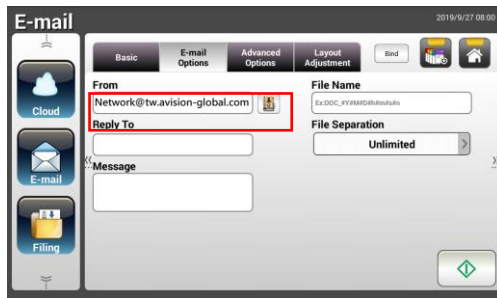 E-mail
2019/9/27 08:00
Basic
E-mail Options
Advanced Options
Layout Adjustment
Bind
From
Network@tw.avision-global.com
Reply To
Message
File Name
File Separation
Unlimited
Cloud
E-mail
Filing